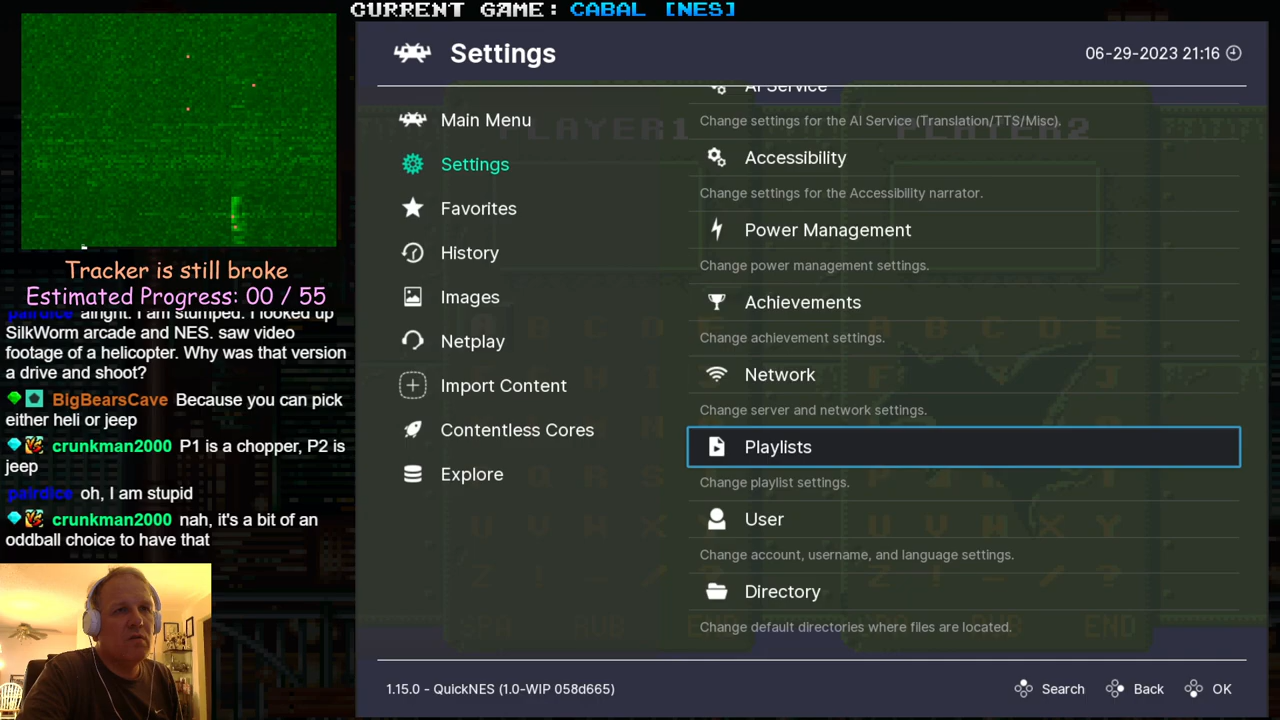 CURRENT GAME: CABAL [NES]
Settings
06-29-2023 21:16
Main Menu
Settings
Favorites
History
Images
Netplay
Import Content
Contentless Cores
Explore
AI Service
Change settings for the AI Service (Translation/TTS/Misc).
Accessibility
Change settings for the Accessibility narrator.
Power Management
Change power management settings.
Achievements
Change achievement settings.
Network
Change server and network settings.
Playlists
Change playlist settings.
User
Change account, username, and language settings.
Directory
Change default directories where files are located.
1.15.0 - QuickNES (1.0-WIP 058d665)
Search
Back
OK
PLAYER1
PLAYER2
END
Tracker is still broke
Estimated Progress: 00 / 55
pairdice alright. I am stumped. I looked up
SilkWorm arcade and NES. saw video
footage of a helicopter. Why was that version
a drive and shoot?
BigBearsCave Because you can pick
either heli or jeep
crunkman2000 P1 is a chopper, P2 is
jeep
pairdice oh, I am stupid
crunkman2000 nah, it's a bit of an
oddball choice to have that